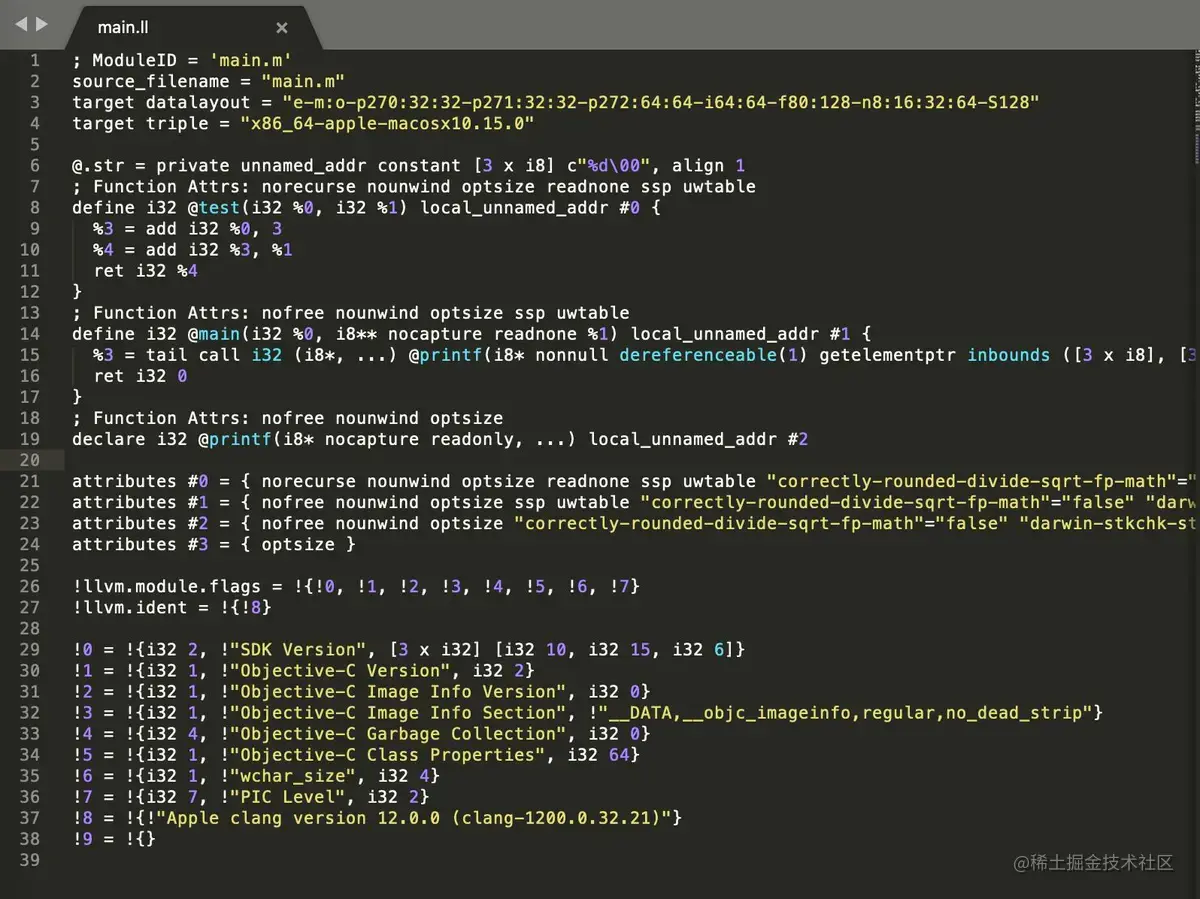 main.ll
1 ; ModuleID = 'main.m'
2 source_filename = "main.m"
3 target datalayout = "e-m:o-p270:32:32-p271:32:32-p272:64:64-i64:64-f80:128-n8:16:32:64-S128"
4 target triple = "x86_64-apple-macosx10.15.0"
5
6 @.str = private unnamed_addr constant [3 x i8] c"%d\00", align 1
7 ; Function Attrs: norecurse nounwind optsize readnone ssp uwtable
8 define i32 @test(i32 %0, i32 %1) local_unnamed_addr #0 {
9   %3 = add i32 %0, 3
10   %4 = add i32 %3, %1
11   ret i32 %4
12 }
13 ; Function Attrs: nofree nounwind optsize ssp uwtable
14 define i32 @main(i32 %0, i8** nocapture readnone %1) local_unnamed_addr #1 {
15   %3 = tail call i32 (i8*, ...) @printf(i8* nonnull dereferenceable(1) getelementptr inbounds ([3 x i8], [3
16   ret i32 0
17 }
18 ; Function Attrs: nofree nounwind optsize
19 declare i32 @printf(i8* nocapture readonly, ...) local_unnamed_addr #2
20
21 attributes #0 = { norecurse nounwind optsize readnone ssp uwtable "correctly-rounded-divide-sqrt-fp-math"="
22 attributes #1 = { nofree nounwind optsize ssp uwtable "correctly-rounded-divide-sqrt-fp-math"="false" "darw
23 attributes #2 = { nofree nounwind optsize "correctly-rounded-divide-sqrt-fp-math"="false" "darwin-stkchk-st
24 attributes #3 = { optsize }
25
26 !llvm.module.flags = !{!0, !1, !2, !3, !4, !5, !6, !7}
27 !llvm.ident = !{!8}
28
29 !0 = !{i32 2, !"SDK Version", [3 x i32] [i32 10, i32 15, i32 6]}
30 !1 = !{i32 1, !"Objective-C Version", i32 2}
31 !2 = !{i32 1, !"Objective-C Image Info Version", i32 0}
32 !3 = !{i32 1, !"Objective-C Image Info Section", !"__DATA,__objc_imageinfo,regular,no_dead_strip"}
33 !4 = !{i32 4, !"Objective-C Garbage Collection", i32 0}
34 !5 = !{i32 1, !"Objective-C Class Properties", i32 64}
35 !6 = !{i32 1, !"wchar_size", i32 4}
36 !7 = !{i32 7, !"PIC Level", i32 2}
37 !8 = !{!"Apple clang version 12.0.0 (clang-1200.0.32.21)"}
38 !9 = !{}
39
@稀土掘金技术社区